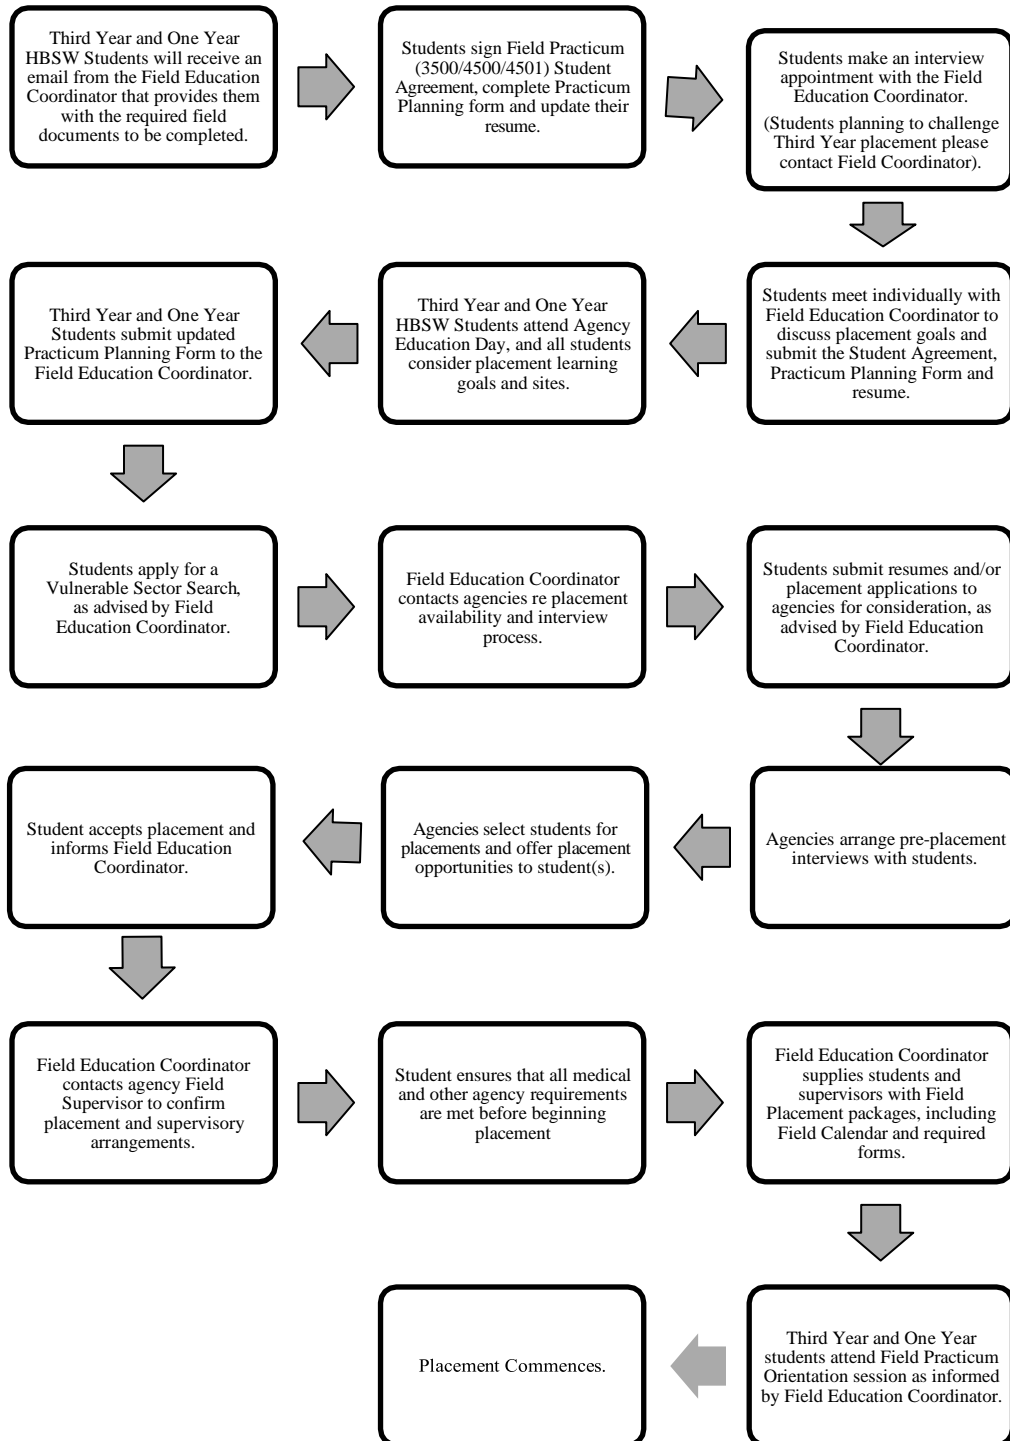 Third Year and One Year
HBSW Students will receive an
email from the Field Education
Coordinator that provides them
with the required field
documents to be completed.
Students sign Field Practicum
(3500/4500/4501) Student
Agreement, complete Practicum
Planning form and update their
resume.
Students make an interview
appointment with the Field
Education Coordinator.
(Students planning to challenge
Third Year placement please
contact Field Coordinator).
Students meet individually with
Field Education Coordinator to
discuss placement goals and
submit the Student Agreement,
Practicum Planning Form and
resume.
Third Year and One Year
HBSW Students attend Agency
Education Day, and all students
consider placement learning
goals and sites.
Third Year and One Year
Students submit updated
Practicum Planning Form to the
Field Education Coordinator.
Students apply for a
Vulnerable Sector Search,
as advised by Field
Education Coordinator.
Field Education Coordinator
contacts agencies re placement
availability and interview
process.
Students submit resumes and/or
placement applications to
agencies for consideration, as
advised by Field Education
Coordinator.
Agencies arrange pre-placement
interviews with students.
Agencies select students for
placements and offer placement
opportunities to student(s).
Student accepts placement and
informs Field Education
Coordinator.
Field Education Coordinator
contacts agency Field
Supervisor to confirm
placement and supervisory
arrangements.
Student ensures that all medical
and other agency requirements
are met before beginning
placement
Field Education Coordinator
supplies students and
supervisors with Field
Placement packages, including
Field Calendar and required
forms.
Third Year and One Year
students attend Field Practicum
Orientation session as informed
by Field Education Coordinator.
Placement Commences.